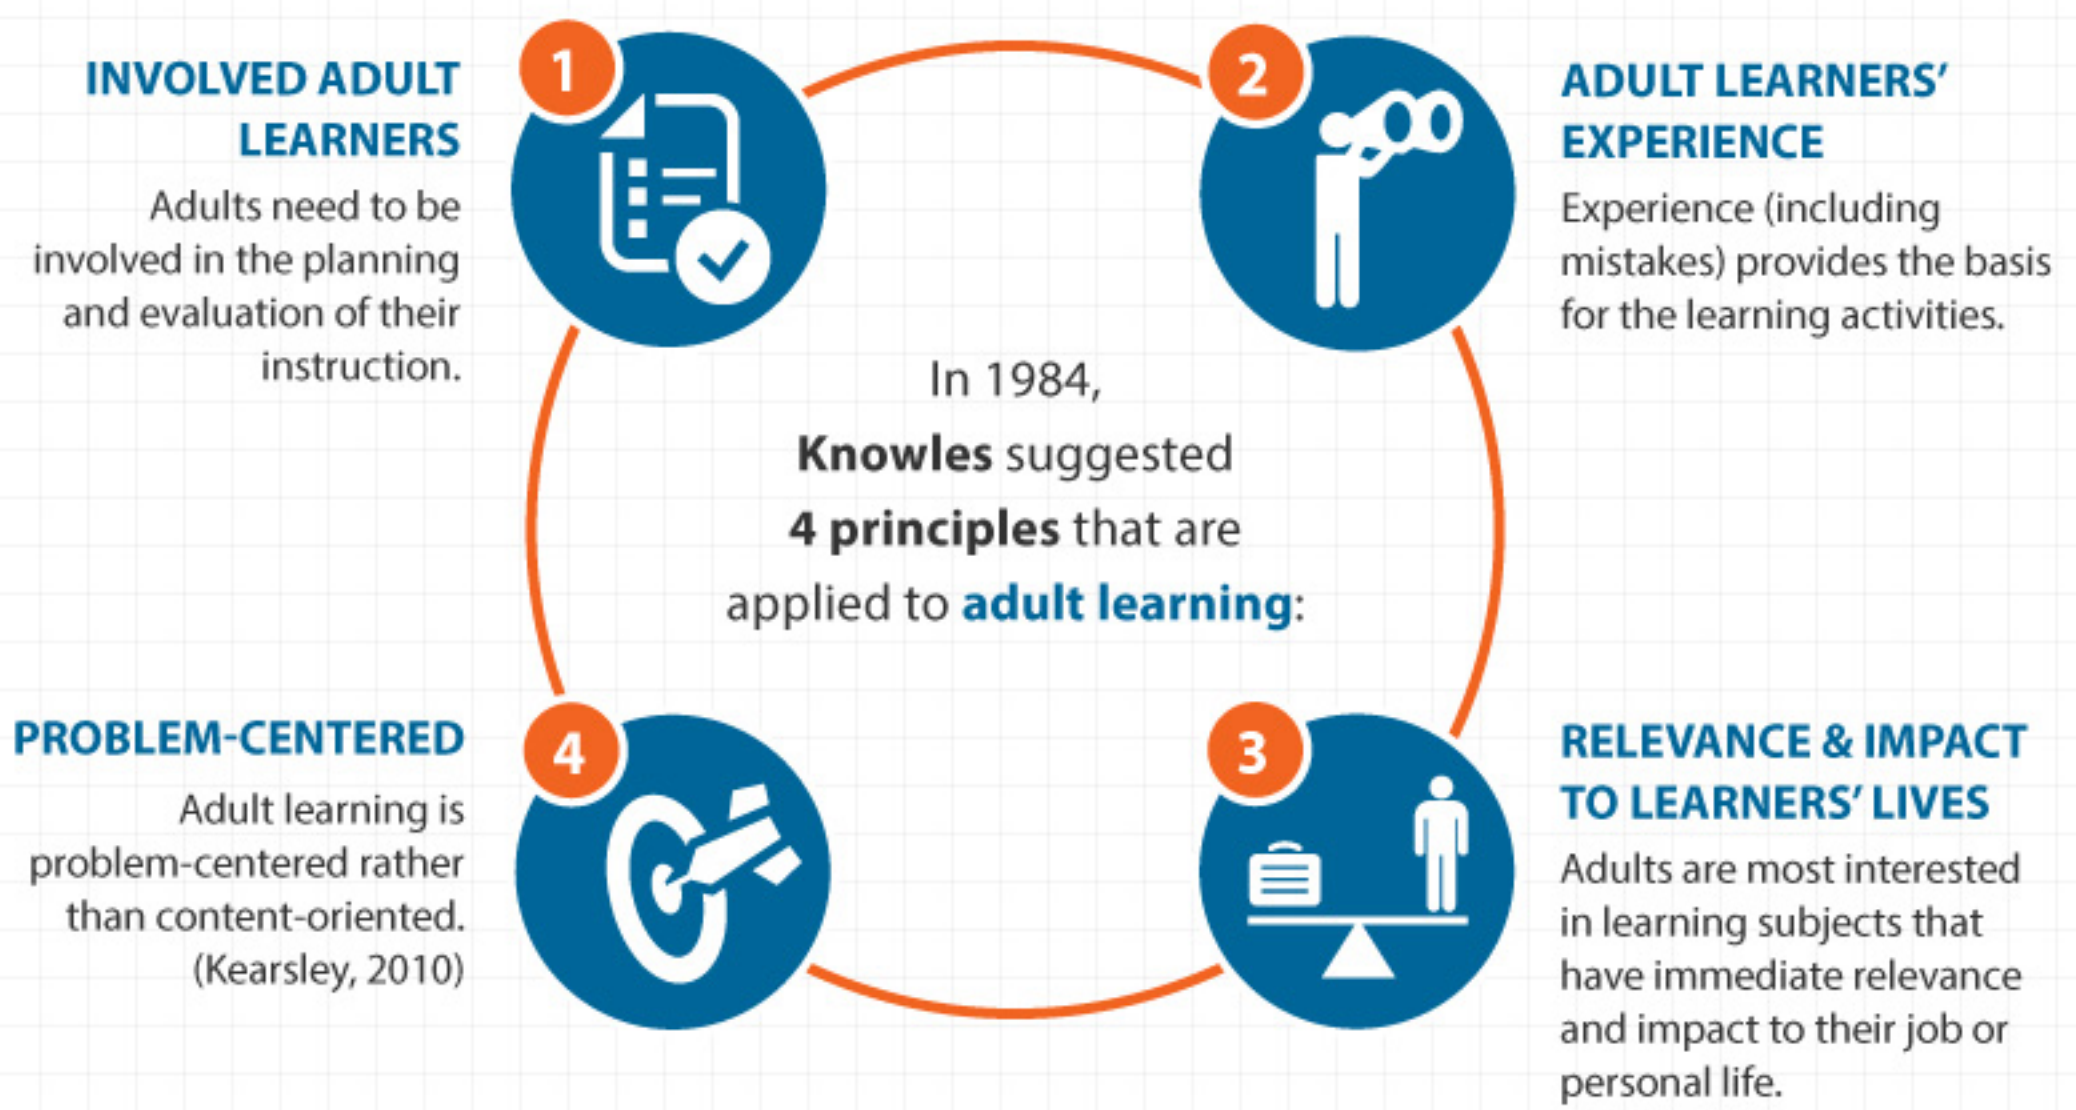 1
INVOLVED ADULT
LEARNERS
Adults need to be
involved in the planning
and evaluation of their
instruction.
2
ADULT LEARNERS’
EXPERIENCE
Experience (including
mistakes) provides the basis
for the learning activities.
In 1984,
Knowles suggested
4 principles that are
applied to adult learning:
3
RELEVANCE & IMPACT
TO LEARNERS’ LIVES
Adults are most interested
in learning subjects that
have immediate relevance
and impact to their job or
personal life.
4
PROBLEM-CENTERED
Adult learning is
problem-centered rather
than content-oriented.
(Kearsley, 2010)